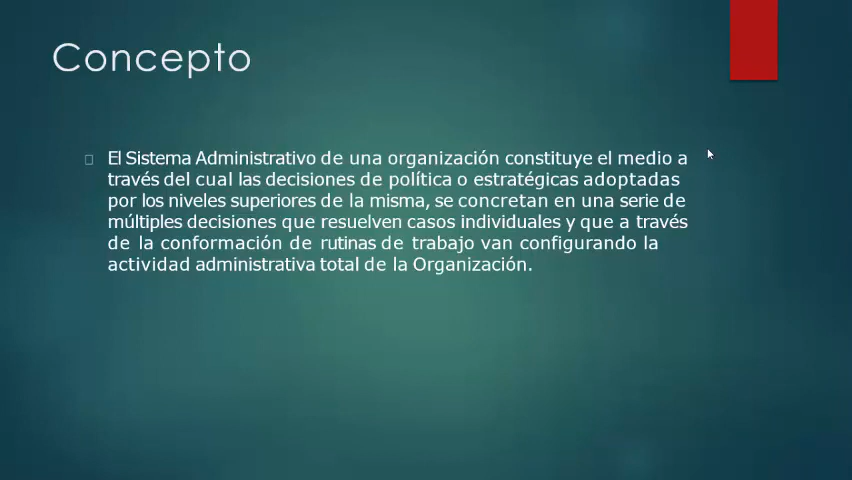 Concepto
El Sistema Administrativo de una organización constituye el medio a
través del cual las decisiones de política o estratégicas adoptadas
por los niveles superiores de la misma, se concretan en una serie de
múltiples decisiones que resuelven casos individuales y que a través
de la conformación de rutinas de trabajo van configurando la
actividad administrativa total de la Organización.